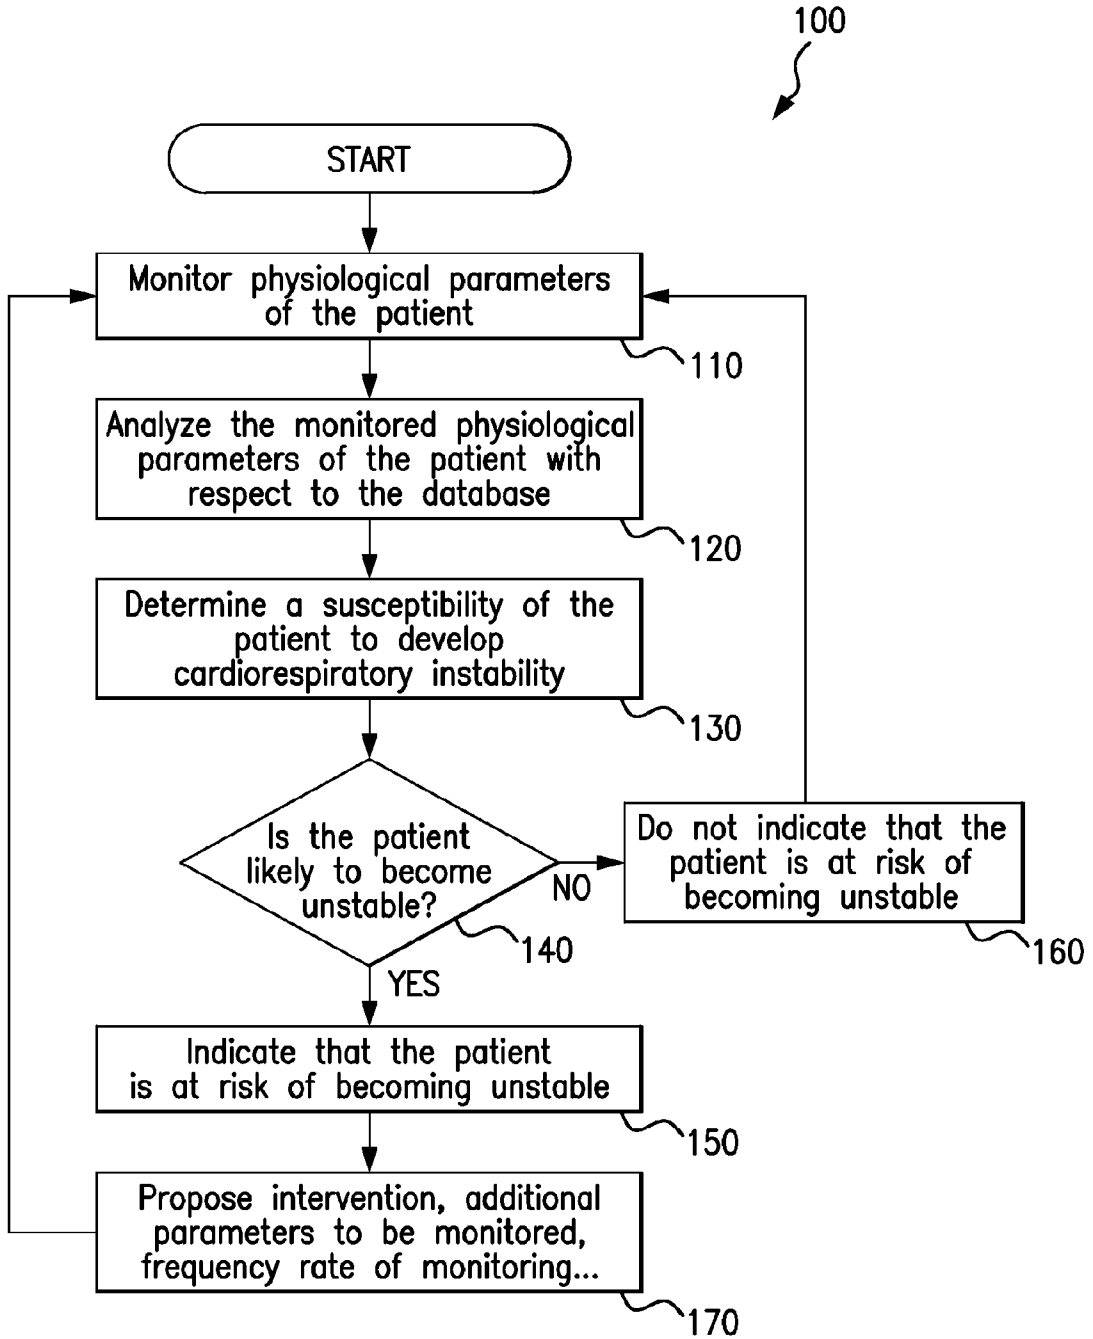 100
START
Monitor physiological parameters
of the patient
110
Analyze the monitored physiological
parameters of the patient with
respect to the database
120
Determine a susceptibility of the
patient to develop
cardiorespiratory instability
130
Is the patient
likely to become
unstable?
140
NO
Do not indicate that the
patient is at risk of
becoming unstable
160
YES
Indicate that the patient
is at risk of becoming unstable
150
Propose intervention, additional
parameters to be monitored,
frequency rate of monitoring...
170